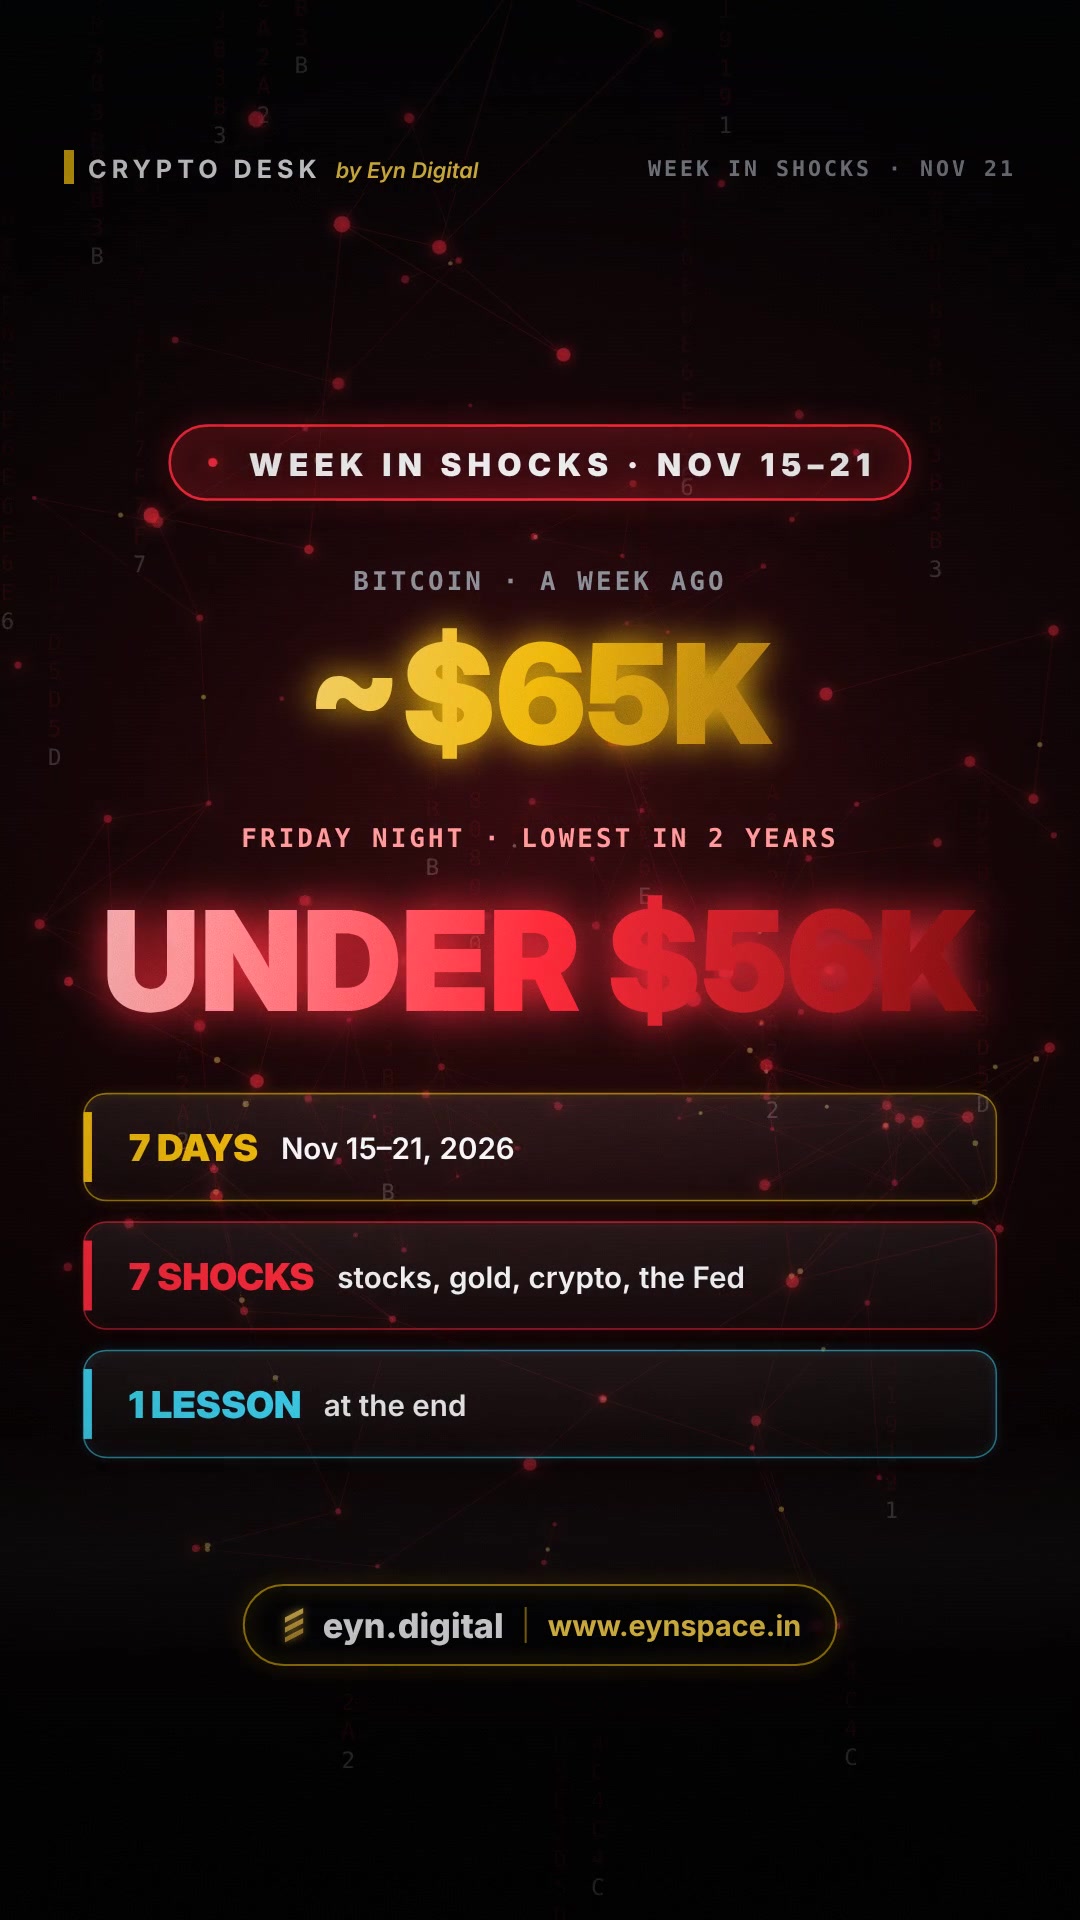 CRYPTO DESK by Eyn Digital
WEEK IN SHOCKS · NOV 21
WEEK IN SHOCKS · NOV 15–21
BITCOIN · A WEEK AGO
~$65K
FRIDAY NIGHT · LOWEST IN 2 YEARS
UNDER $56K
7 DAYS Nov 15–21, 2026
7 SHOCKS stocks, gold, crypto, the Fed
1 LESSON at the end
eyn.digital | www.eynspace.in